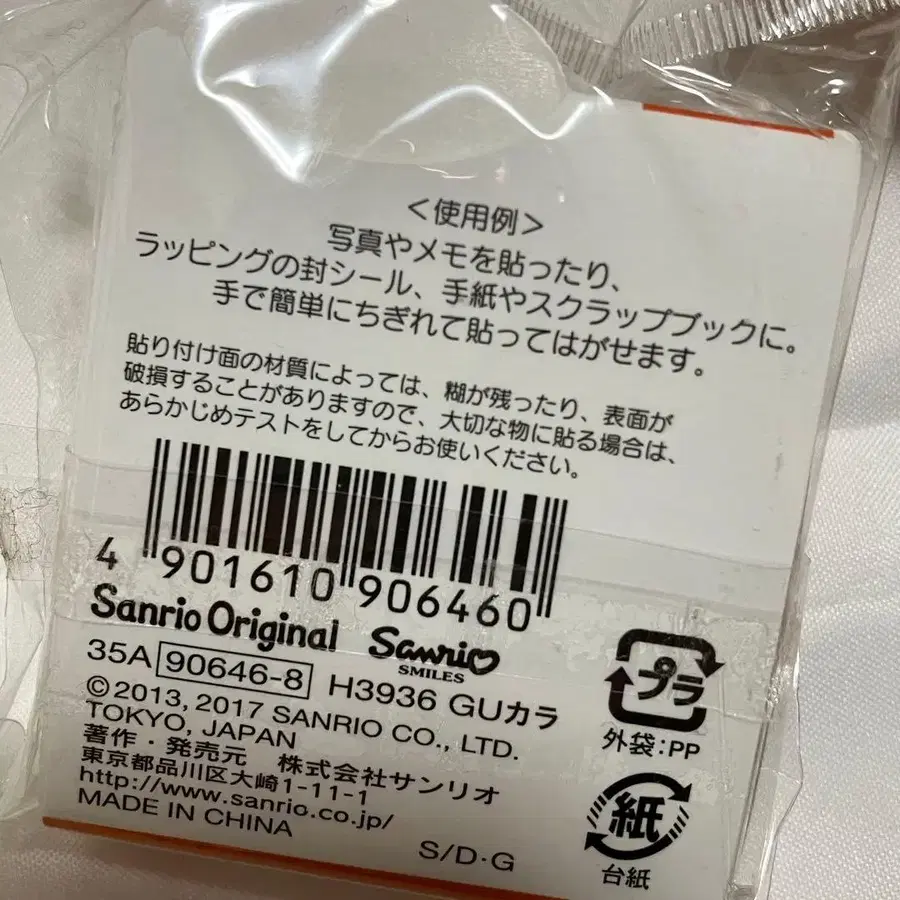 ＜使用例＞
写真やメモを貼ったり、
ラッピングの封シール、手紙やスクラップブックに。
手で簡単にちぎれて貼ってはがせます。
貼り付け面の材質によっては、糊が残ったり、表面が
破損することがありますので、大切な物に貼る場合は、
あらかじめテストをしてからお使いください。
4 901610 906460
Sanrio Original Sanrio SMILES
35A 90646-8 H3936 GUカラ
©2013, 2017 SANRIO CO., LTD.
TOKYO, JAPAN
著作・発売元 株式会社サンリオ
東京都品川区大崎1-11-1
http://www.sanrio.co.jp/
MADE IN CHINA
S/D・G
プラ
外袋:PP
紙
台紙